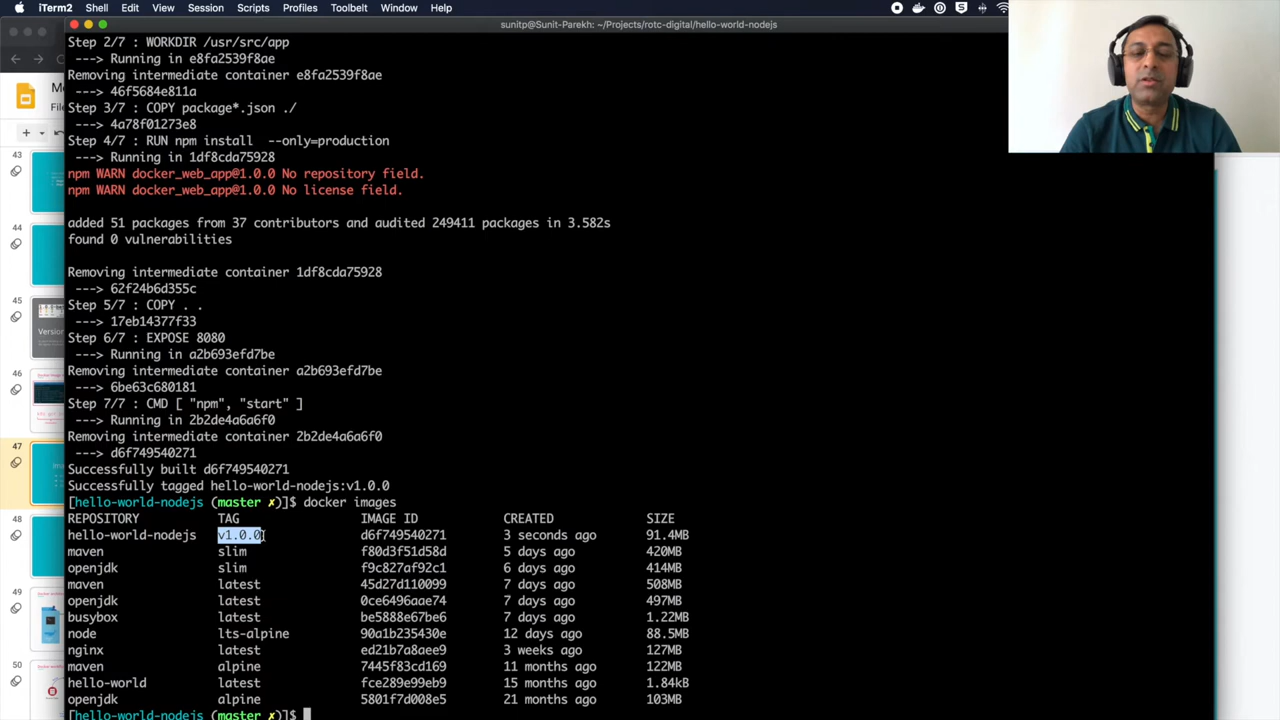 iTerm2 Shell Edit View Session Scripts Profiles Toolbelt Window Help
sunitp@Sunit-Parekh: ~/Projects/rotc-digital/hello-world-nodejs
Step 2/7 : WORKDIR /usr/src/app
---> Running in e8fa2539f8ae
Removing intermediate container e8fa2539f8ae
---> 46f5684e811a
Step 3/7 : COPY package*.json ./
---> 4a78f01273e8
Step 4/7 : RUN npm install  --only=production
---> Running in 1df8cda75928
npm WARN docker_web_app@1.0.0 No repository field.
npm WARN docker_web_app@1.0.0 No license field.
added 51 packages from 37 contributors and audited 249411 packages in 3.582s
found 0 vulnerabilities
Removing intermediate container 1df8cda75928
---> 62f24b6d355c
Step 5/7 : COPY . .
---> 17eb14377f33
Step 6/7 : EXPOSE 8080
---> Running in a2b693efd7be
Removing intermediate container a2b693efd7be
---> 6be63c680181
Step 7/7 : CMD [ "npm", "start" ]
---> Running in 2b2de4a6a6f0
Removing intermediate container 2b2de4a6a6f0
---> d6f749540271
Successfully built d6f749540271
Successfully tagged hello-world-nodejs:v1.0.0
[hello-world-nodejs (master ✗)]$ docker images
REPOSITORY TAG IMAGE ID CREATED SIZE
hello-world-nodejs v1.0.0 d6f749540271 3 seconds ago 91.4MB
maven slim f80d3f51d58d 5 days ago 420MB
openjdk slim f9c827af92c1 6 days ago 414MB
maven latest 45d27d110099 7 days ago 508MB
openjdk latest 0ce6496aae74 7 days ago 497MB
busybox latest be5888e67be6 7 days ago 1.22MB
node lts-alpine 90a1b235430e 12 days ago 88.5MB
nginx latest ed21b7a8aee9 3 weeks ago 127MB
maven alpine 7445f83cd169 11 months ago 122MB
hello-world latest fce289e99eb9 15 months ago 1.84kB
openjdk alpine 5801f7d008e5 21 months ago 103MB
[hello-world-nodejs (master ✗)]$
43
44
45
Version
46
47
48
49
50